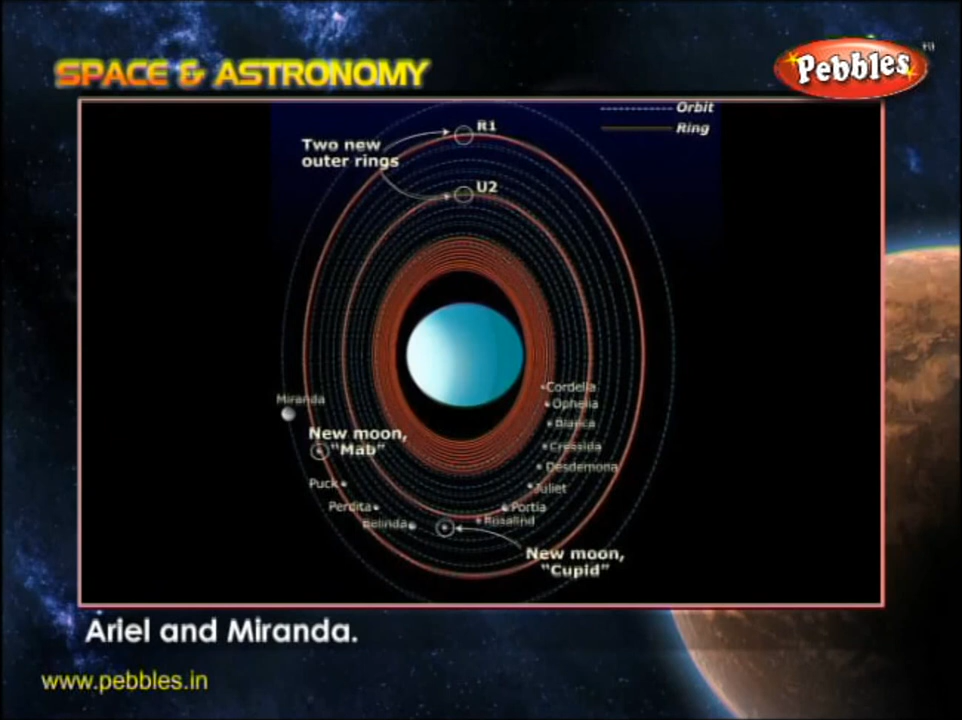 SPACE & ASTRONOMY
Pebbles
Orbit
Ring
R1
Two new
outer rings
U2
Cordelia
Ophelia
Bianca
Cressida
Desdemona
Juliet
Portia
Rosalind
Miranda
New moon,
"Mab"
Puck
Perdita
Belinda
New moon,
"Cupid"
Ariel and Miranda.
www.pebbles.in